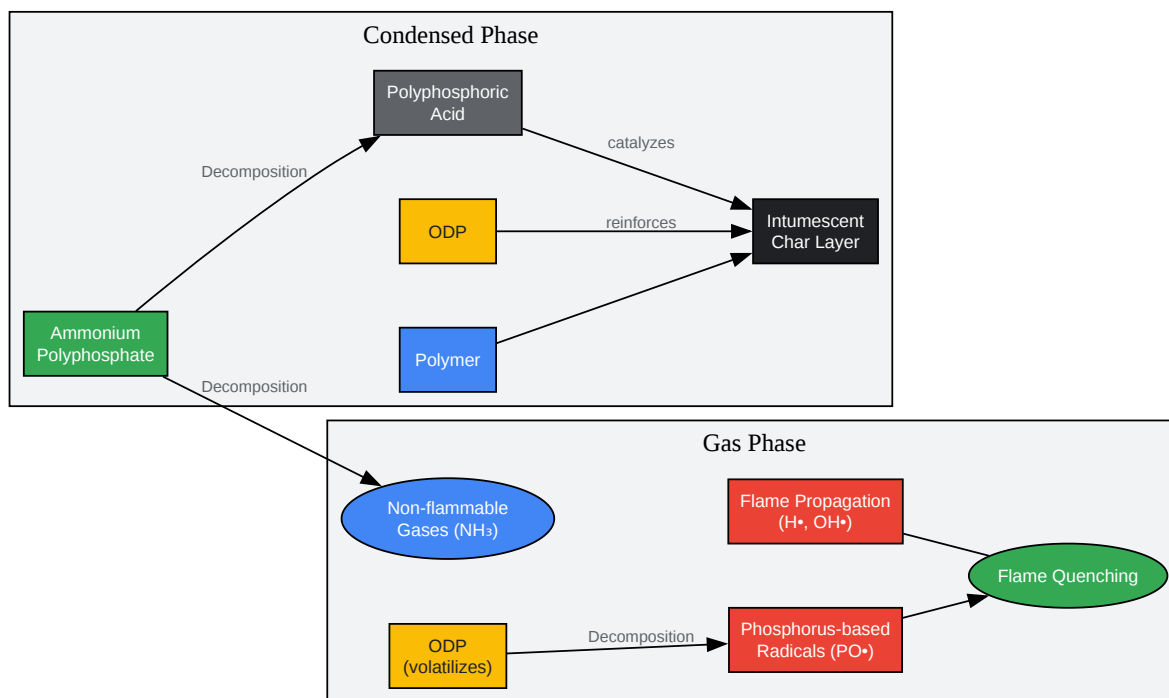 Condensed Phase
Polyphosphoric
Acid
catalyzes
Decomposition
ODP
reinforces
Intumescent
Char Layer
Ammonium
Polyphosphate
Polymer
Decomposition
Gas Phase
Non-flammable
Gases (NH₃)
Flame Propagation
(H•, OH•)
Flame Quenching
ODP
(volatilizes)
Decomposition
Phosphorus-based
Radicals (PO•)